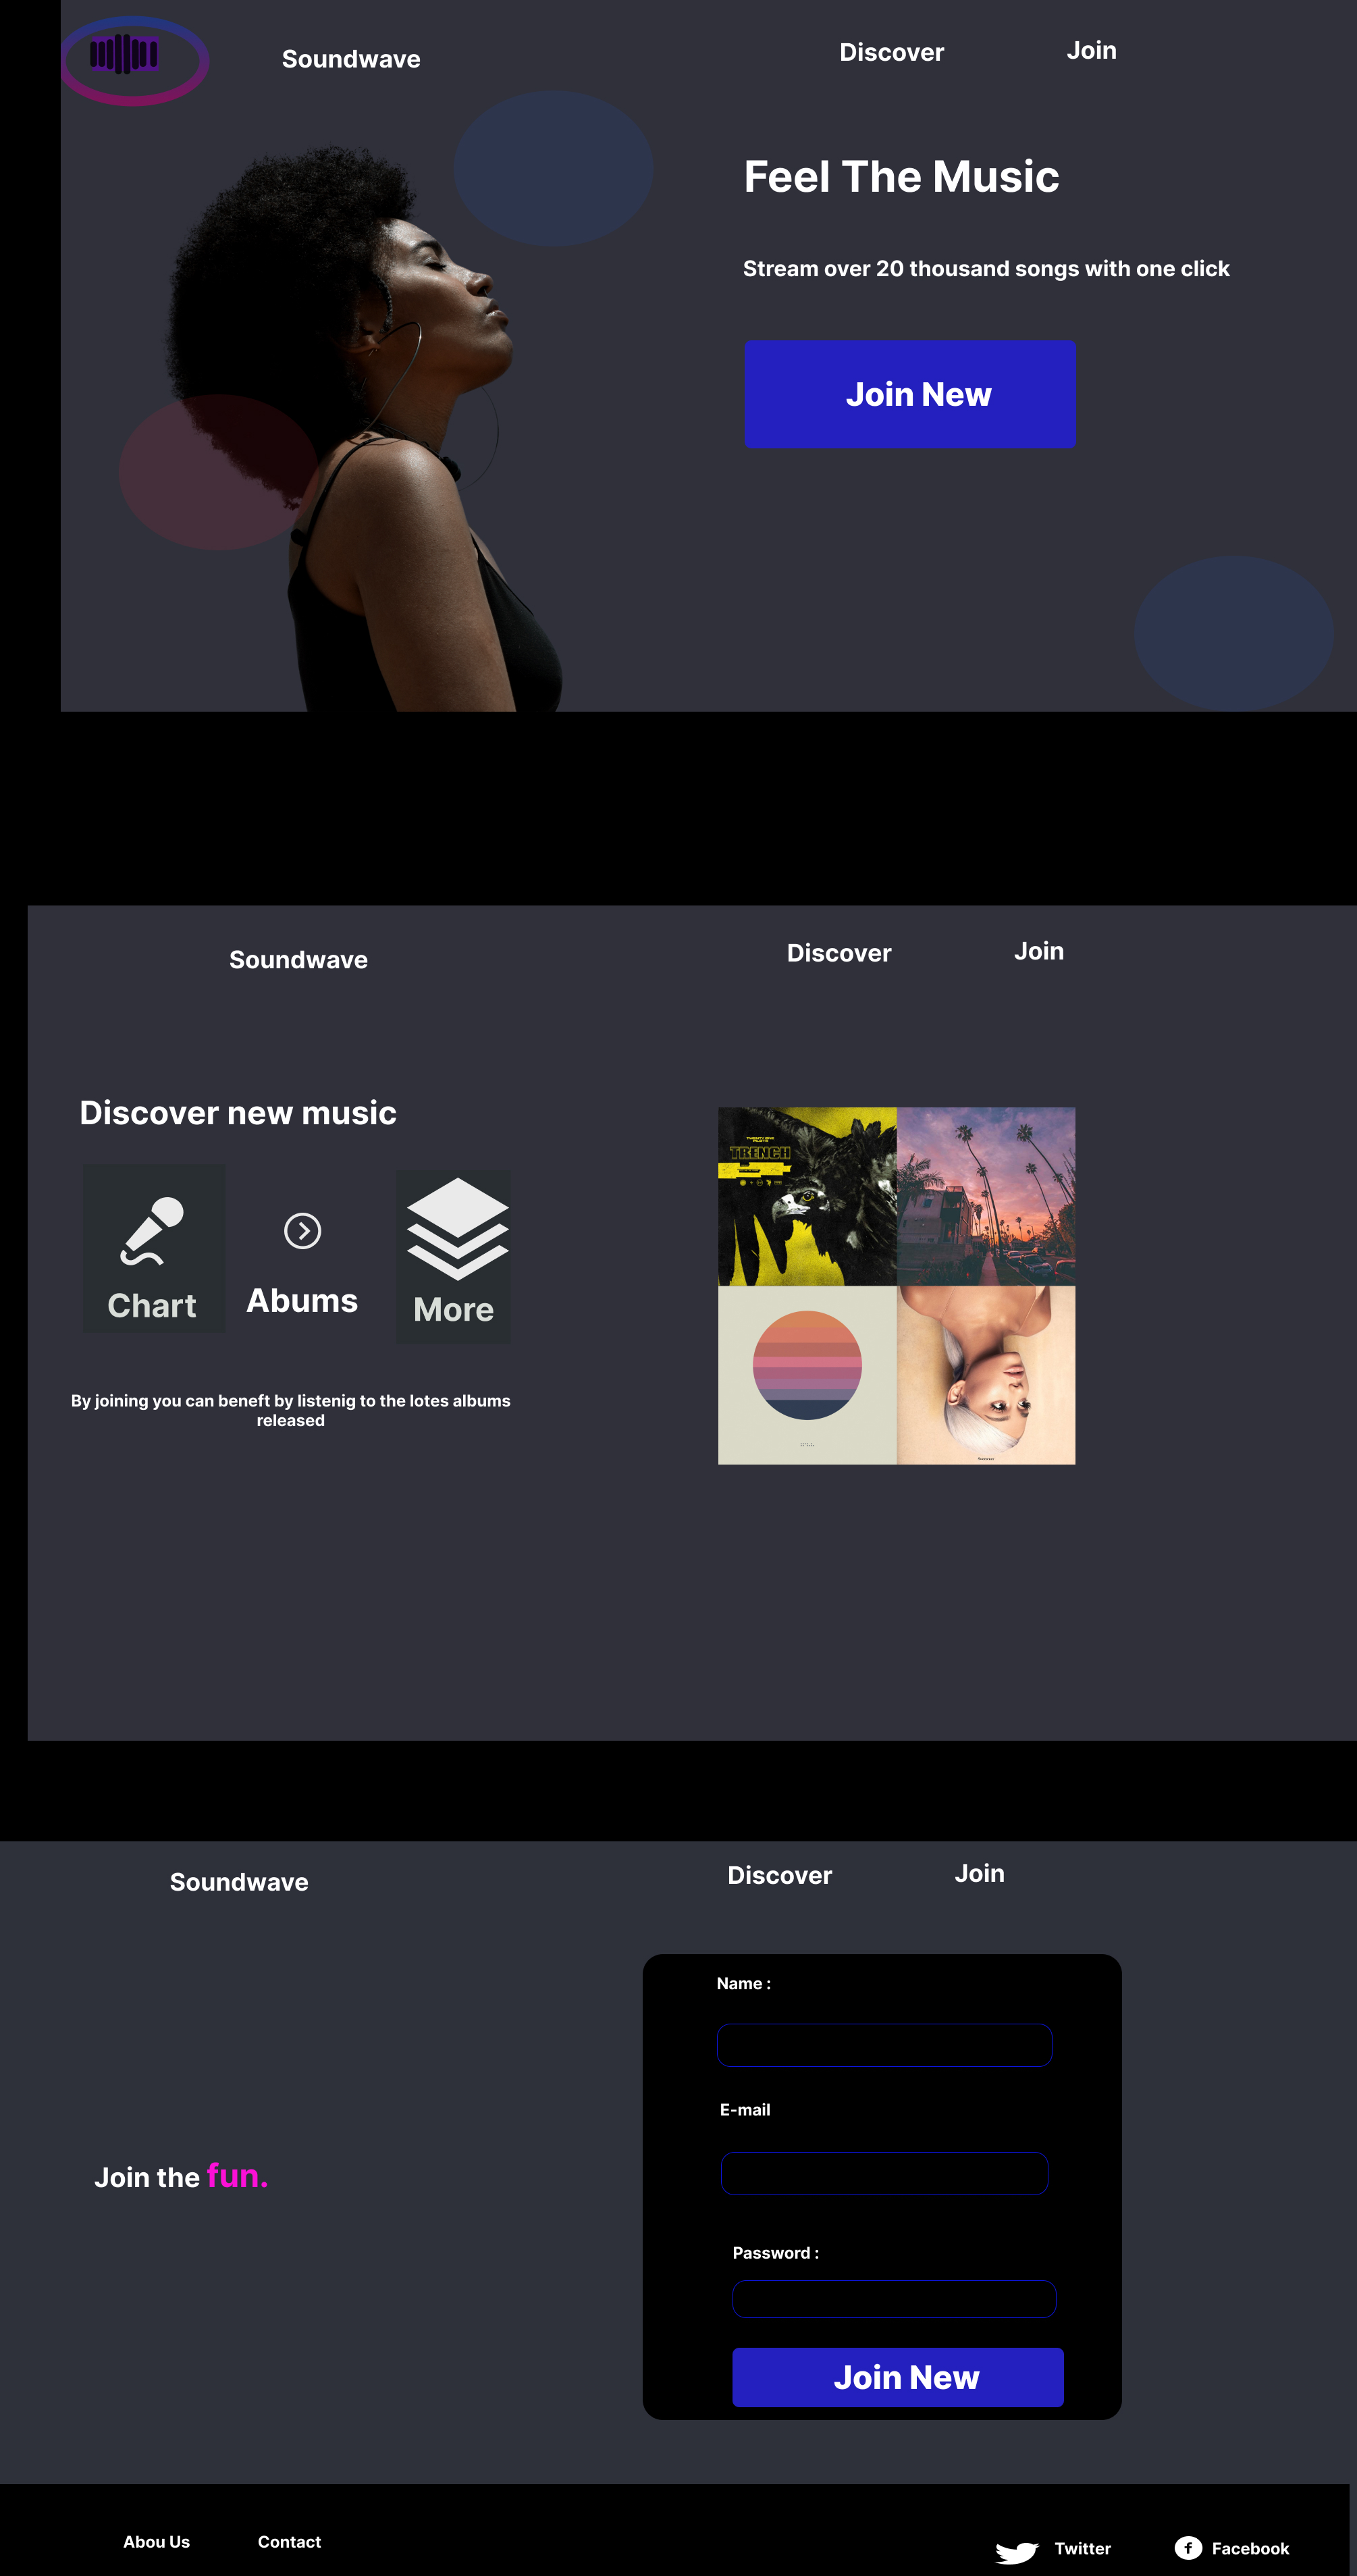 Soundwave
Discover
Join
Feel The Music
Stream over 20 thousand songs with one click
Join New
Soundwave
Discover
Join
Discover new music
Chart
Abums
More
By joining you can beneft by listenig to the lotes albums
released
TRENCH
Soundwave
Discover
Join
Join the fun.
Name :
E-mail
Password :
Join New
Abou Us
Contact
Twitter
Facebook